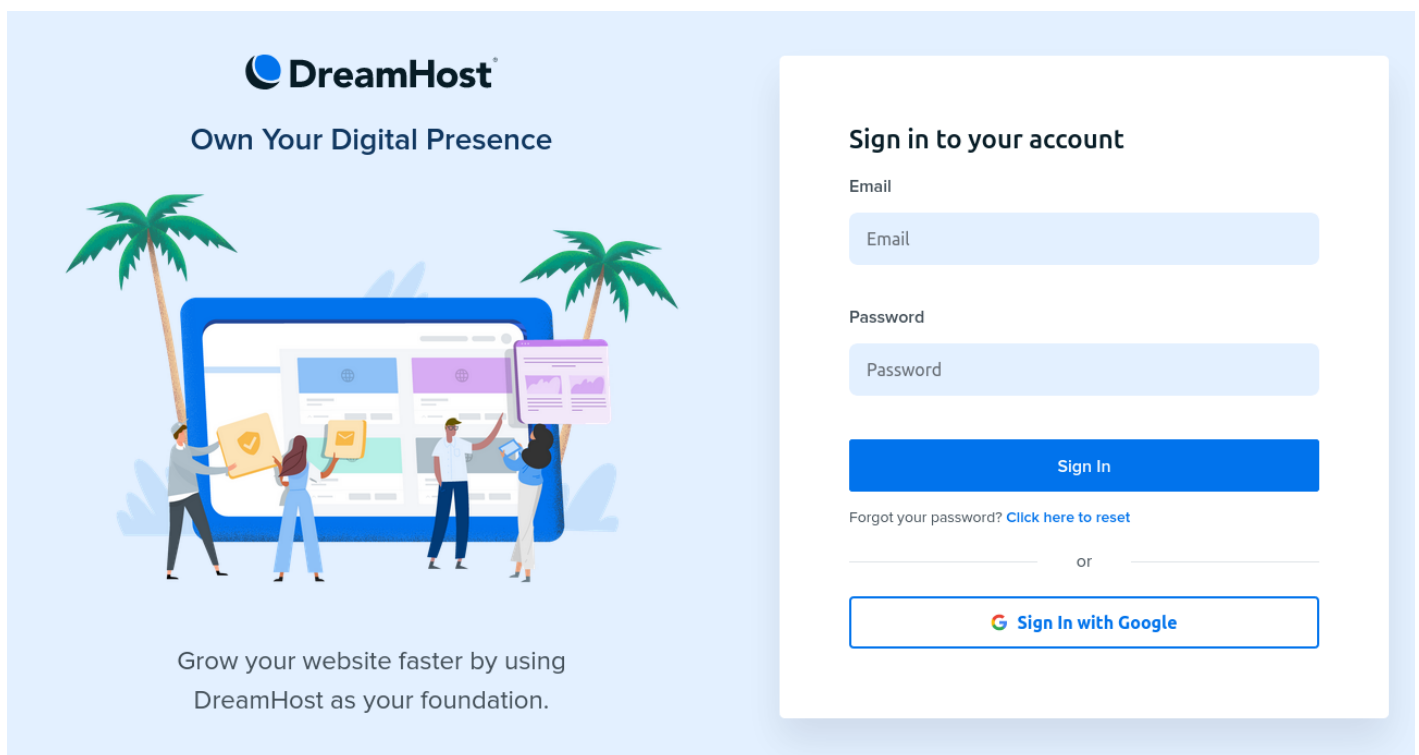 DreamHost®
Own Your Digital Presence
Grow your website faster by using
DreamHost as your foundation.
Sign in to your account
Email
Email
Password
Password
Sign In
Forgot your password? Click here to reset
or
Sign In with Google